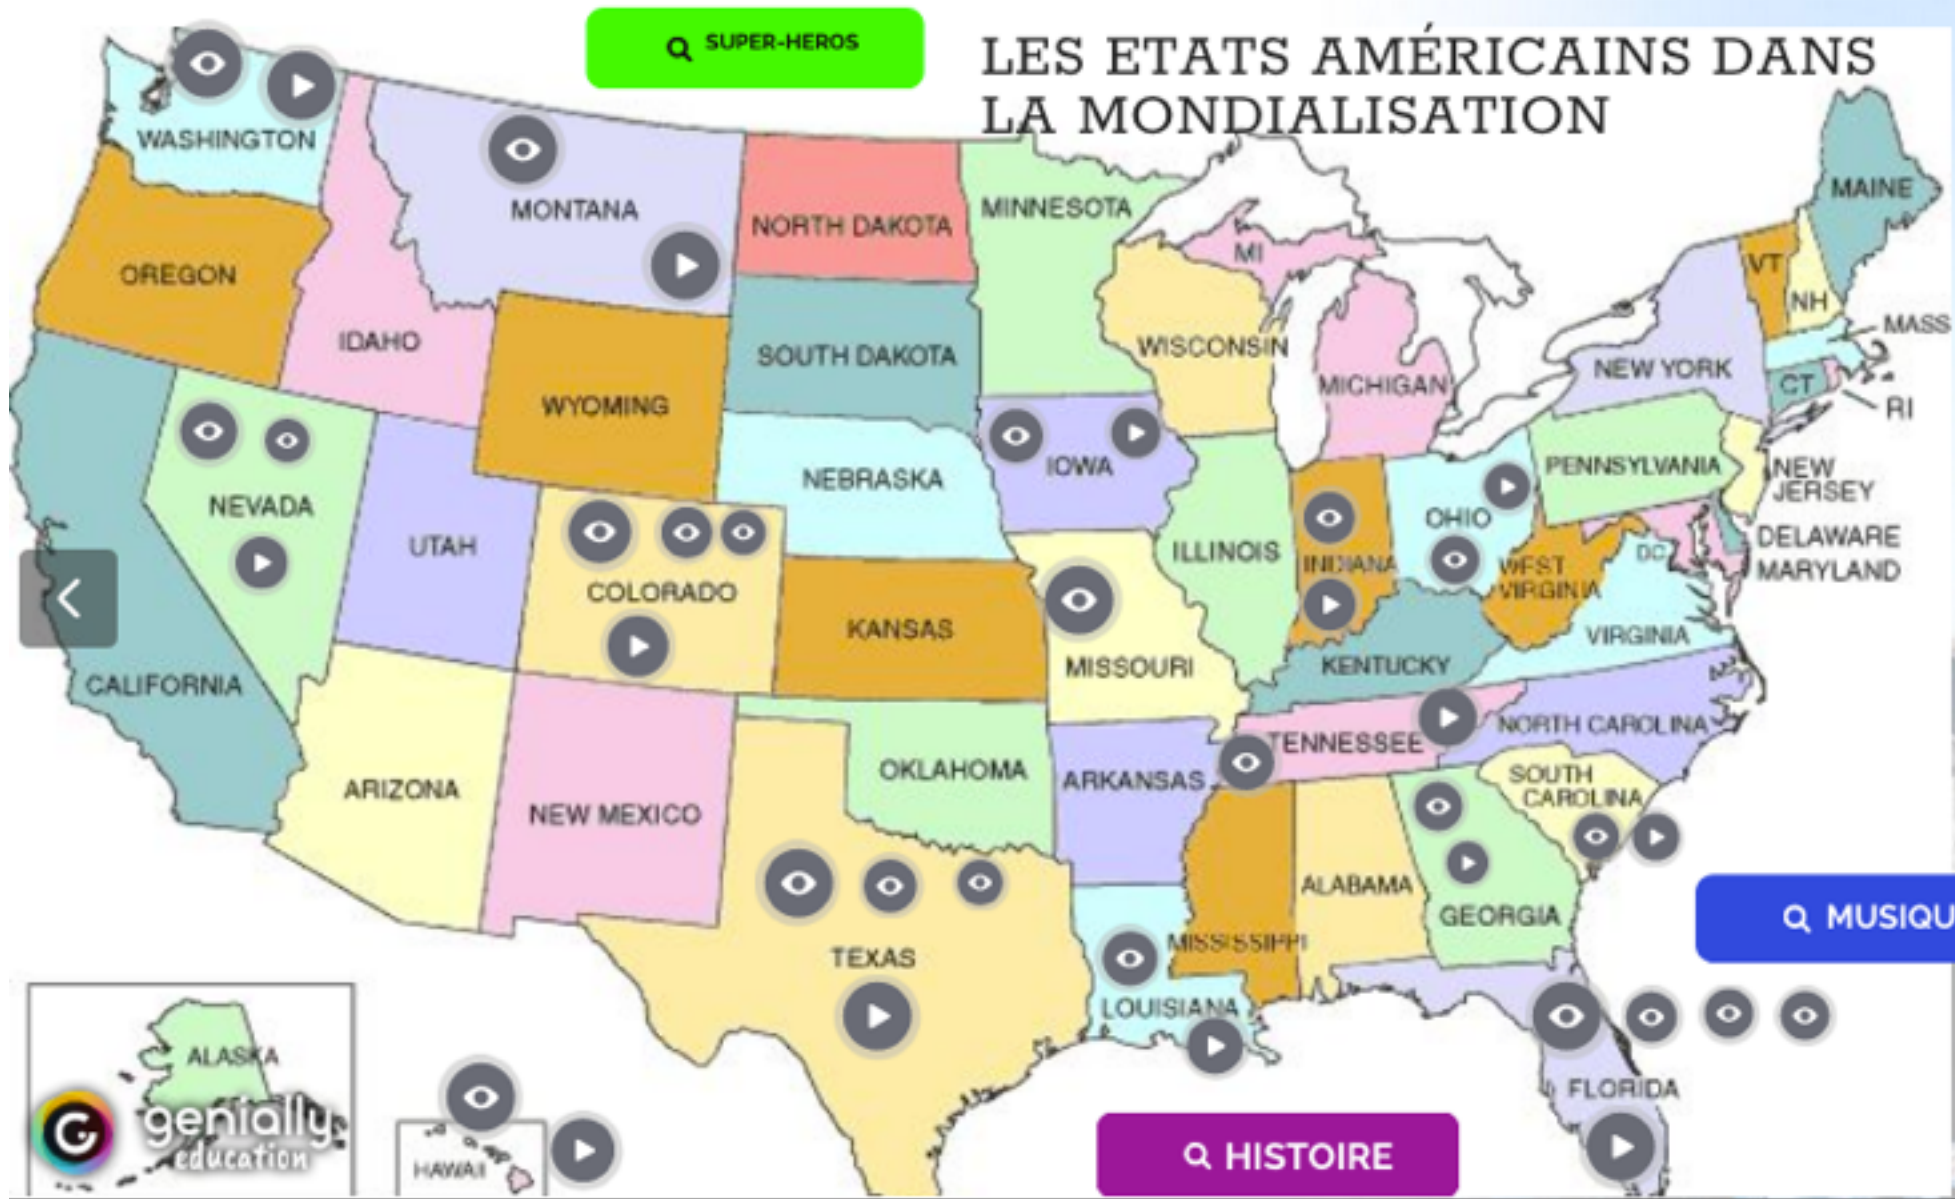 SUPER-HEROS
LES ETATS AMÉRICAINS DANS
LA MONDIALISATION
WASHINGTON
MONTANA
NORTH DAKOTA
MINNESOTA
MAINE
OREGON
MI
VT
NH
IDAHO
SOUTH DAKOTA
WISCONSIN
MASS
WYOMING
MICHIGAN
NEW YORK
CT
RI
NEVADA
NEBRASKA
IOWA
PENNSYLVANIA
NEW
JERSEY
UTAH
COLORADO
ILLINOIS
INDIANA
OHIO
WEST
VIRGINIA
DC
DELAWARE
MARYLAND
CALIFORNIA
KANSAS
MISSOURI
KENTUCKY
VIRGINIA
ARIZONA
NEW MEXICO
OKLAHOMA
ARKANSAS
TENNESSEE
NORTH CAROLINA
SOUTH
CAROLINA
TEXAS
LOUISIANA
MISSISSIPPI
ALABAMA
GEORGIA
MUSIQU
ALASKA
genially
education
HAWAII
FLORIDA
HISTOIRE